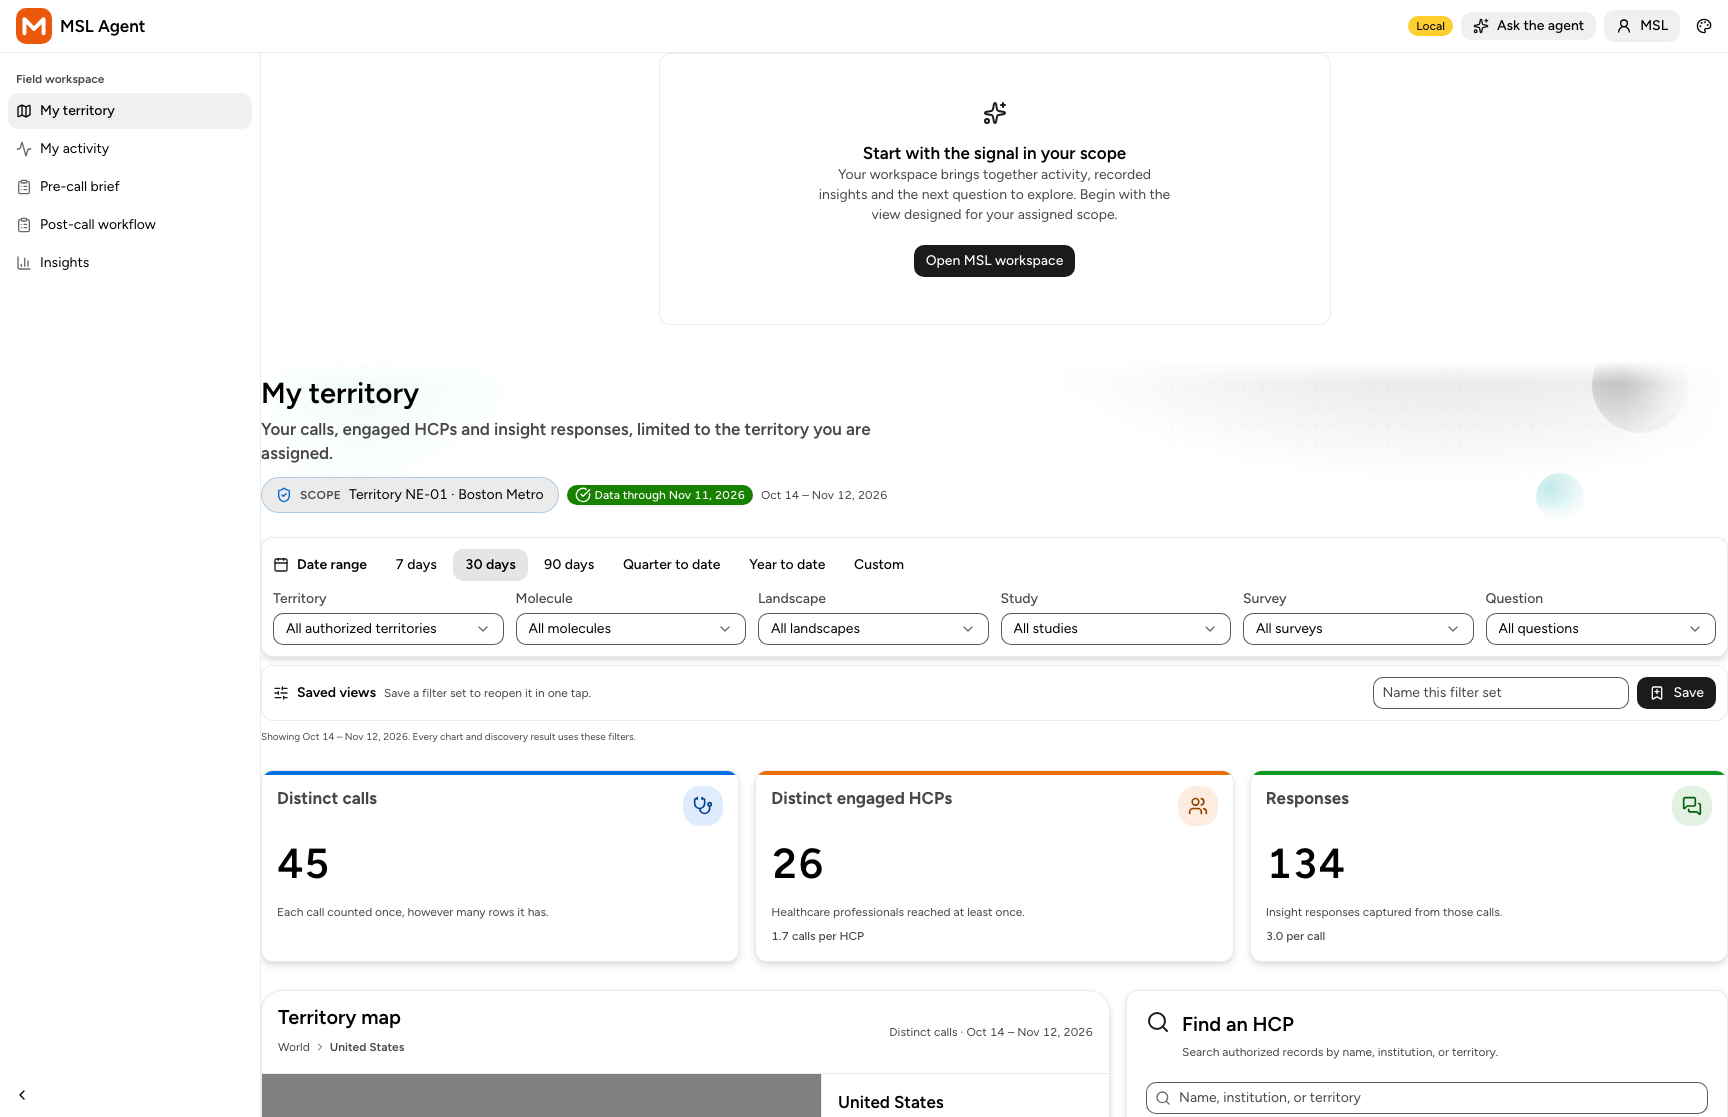 MSL Agent
Local
Ask the agent
MSL
Field workspace
My territory
My activity
Pre-call brief
Post-call workflow
Insights
Start with the signal in your scope
Your workspace brings together activity, recorded
insights and the next question to explore. Begin with the
view designed for your assigned scope.
Open MSL workspace
My territory
Your calls, engaged HCPs and insight responses, limited to the territory you are
assigned.
SCOPE Territory NE-01 · Boston Metro
Data through Nov 11, 2026
Oct 14 – Nov 12, 2026
Date range
7 days
30 days
90 days
Quarter to date
Year to date
Custom
Territory
Molecule
Landscape
Study
Survey
Question
All authorized territories
All molecules
All landscapes
All studies
All surveys
All questions
Saved views
Save a filter set to reopen it in one tap.
Name this filter set
Save
Showing Oct 14 – Nov 12, 2026. Every chart and discovery result uses these filters.
Distinct calls
45
Each call counted once, however many rows it has.
Distinct engaged HCPs
26
Healthcare professionals reached at least once.
1.7 calls per HCP
Responses
134
Insight responses captured from those calls.
3.0 per call
Territory map
World > United States
Distinct calls · Oct 14 – Nov 12, 2026
United States
Find an HCP
Search authorized records by name, institution, or territory.
Name, institution, or territory